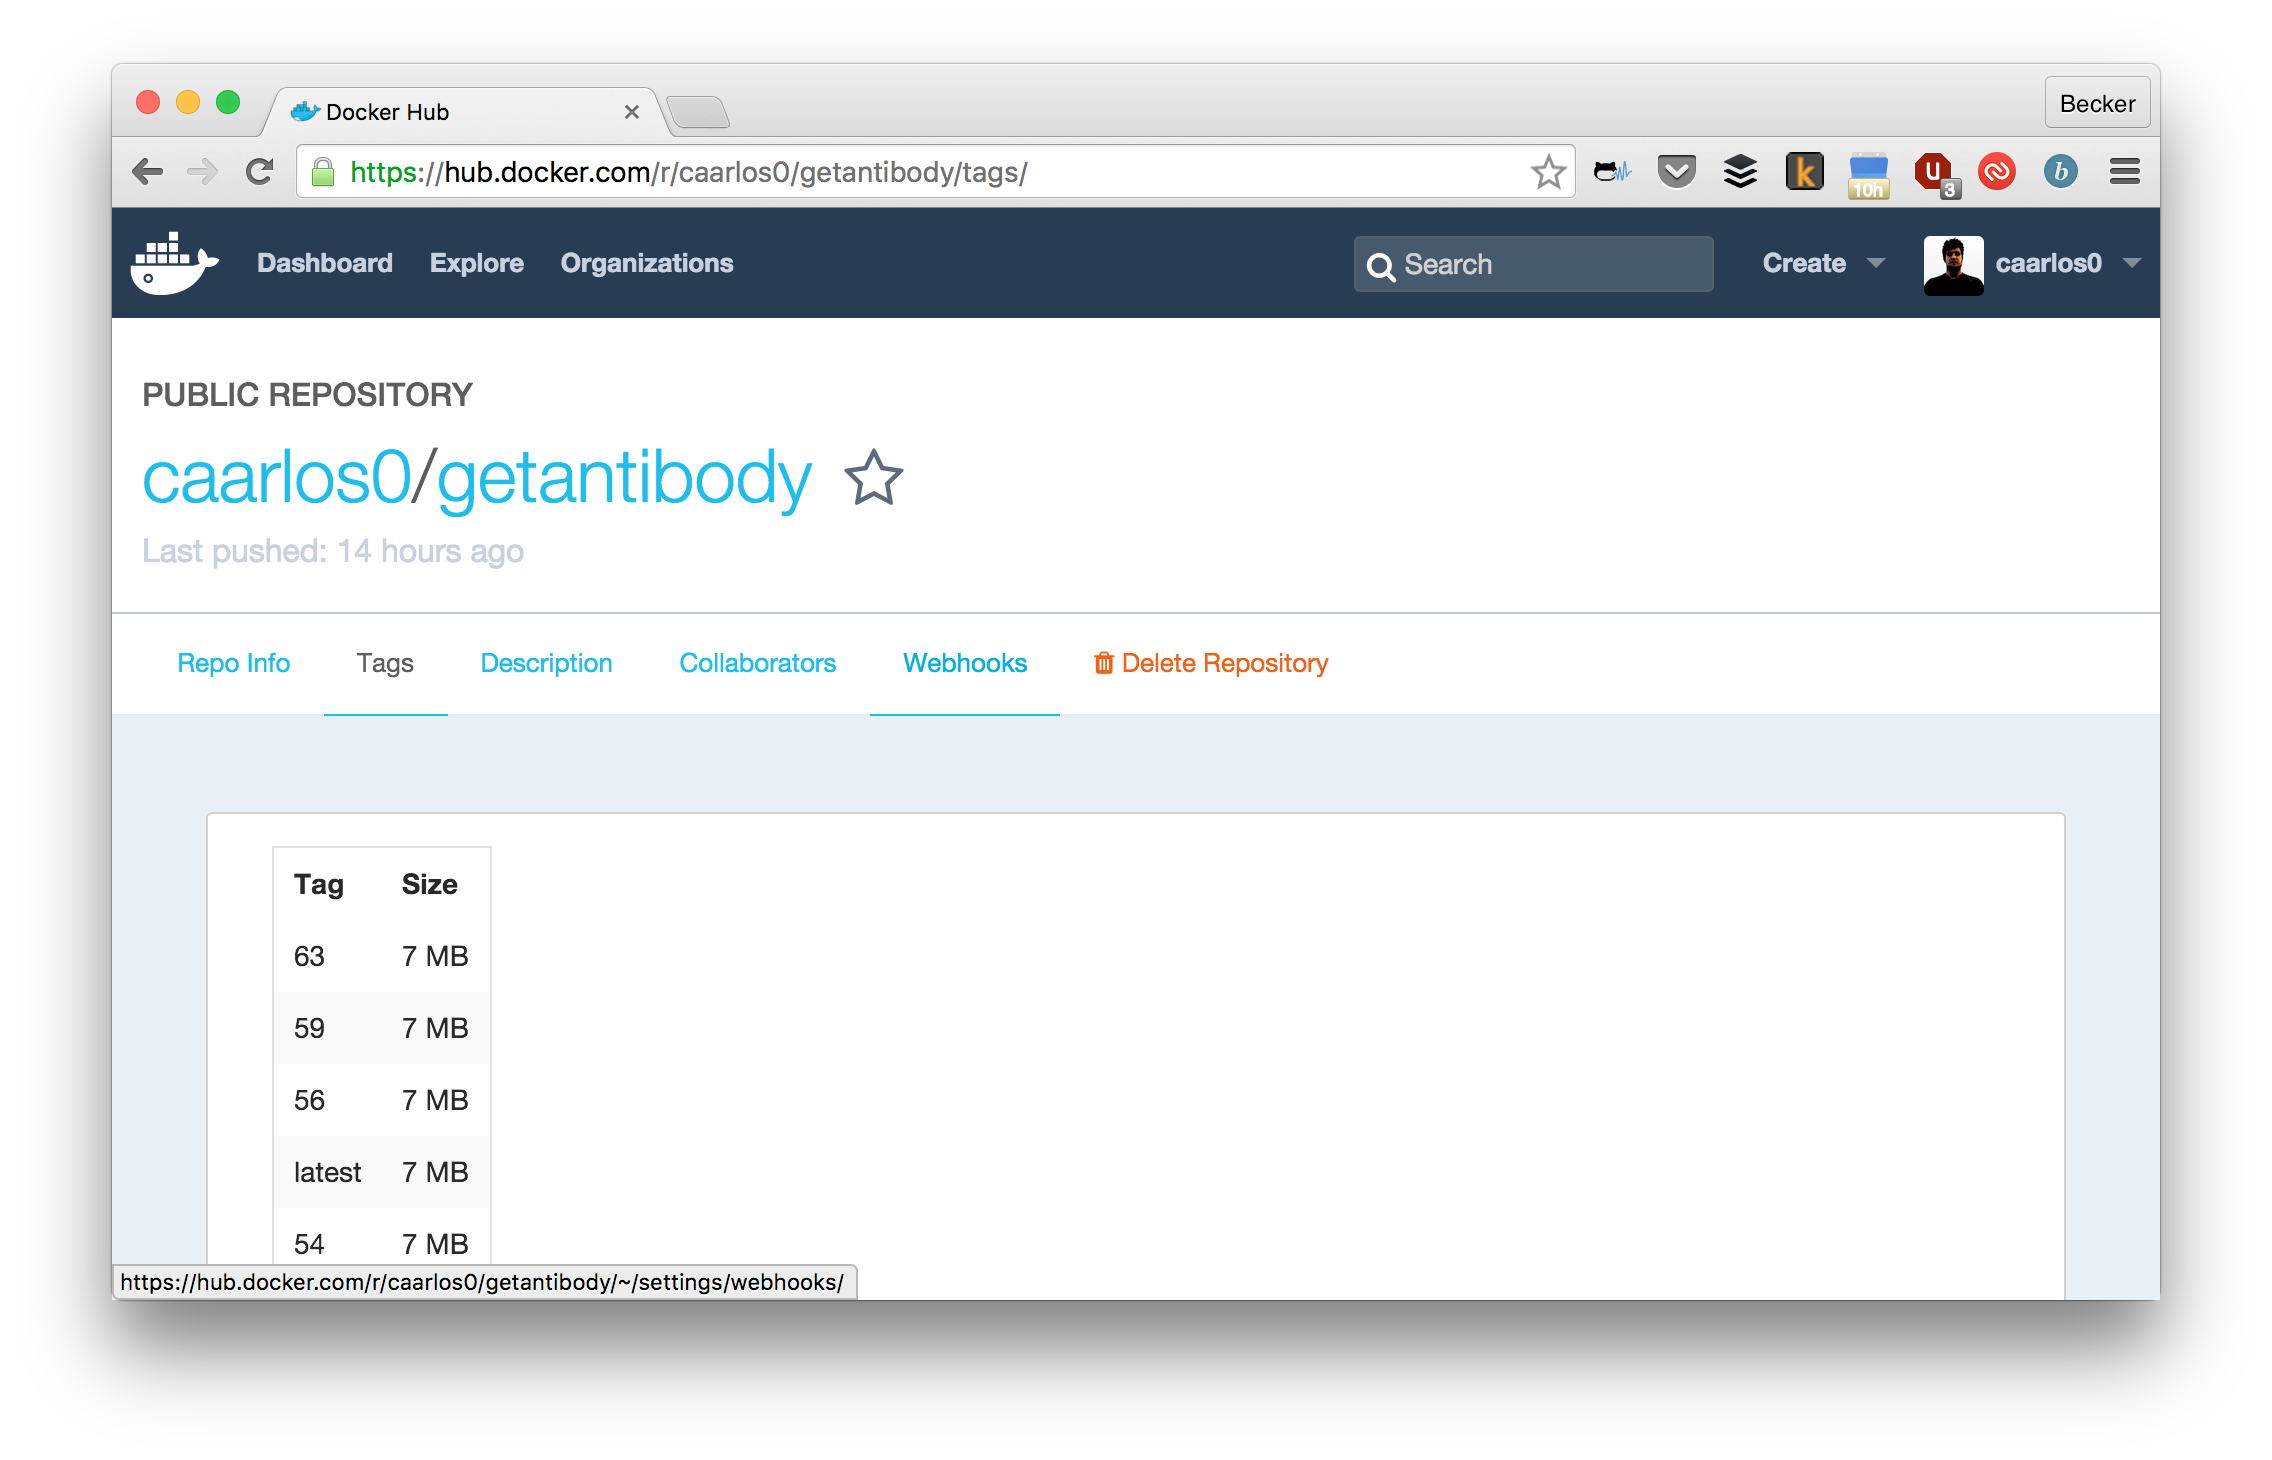 Docker Hub
Becker
https://hub.docker.com/r/caarlos0/getantibody/tags/
k
10h
U
3
b
Dashboard Explore Organizations
Search
Create
caarlos0
PUBLIC REPOSITORY
caarlos0/getantibody
Last pushed: 14 hours ago
Repo Info Tags Description Collaborators Webhooks Delete Repository
Tag Size
63 7 MB
59 7 MB
56 7 MB
latest 7 MB
54 7 MB
https://hub.docker.com/r/caarlos0/getantibody/~/settings/webhooks/